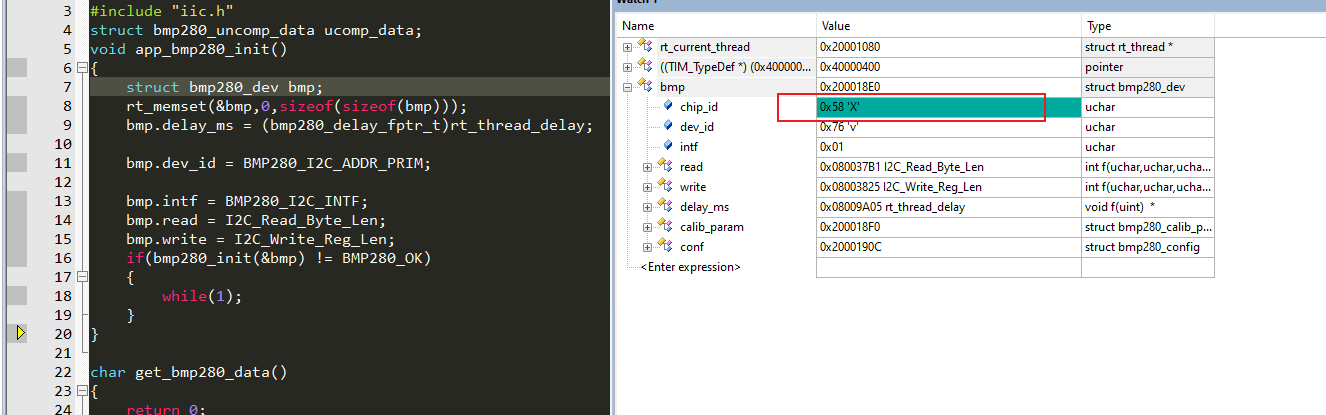 3 #include "iic.h"
4 struct bmp280_uncomp_data ucomp_data;
5 void app_bmp280_init()
6 {
7 struct bmp280_dev bmp;
8 rt_memset(&bmp,0,sizeof(sizeof(bmp)));
9 bmp.delay_ms = (bmp280_delay_fptr_t)rt_thread_delay;
10
11 bmp.dev_id = BMP280_I2C_ADDR_PRIM;
12
13 bmp.intf = BMP280_I2C_INTF;
14 bmp.read = I2C_Read_Byte_Len;
15 bmp.write = I2C_Write_Reg_Len;
16 if(bmp280_init(&bmp) != BMP280_OK)
17 {
18 while(1);
19 }
20 }
21
22 char get_bmp280_data()
23 {
24 return 0;
Name Value Type
rt_current_thread 0x20001080 struct rt_thread *
((TIM_TypeDef *) (0x400000... 0x40000400 pointer
bmp 0x200018E0 struct bmp280_dev
chip_id 0x58 'X' uchar
dev_id 0x76 'v' uchar
intf 0x01 uchar
read 0x080037B1 I2C_Read_Byte_Len int f(uchar,uchar,ucha...
write 0x08003825 I2C_Write_Reg_Len int f(uchar,uchar,ucha...
delay_ms 0x08009A05 rt_thread_delay void f(uint) *
calib_param 0x200018F0 struct bmp280_calib_p...
conf 0x2000190C struct bmp280_config
<Enter expression>